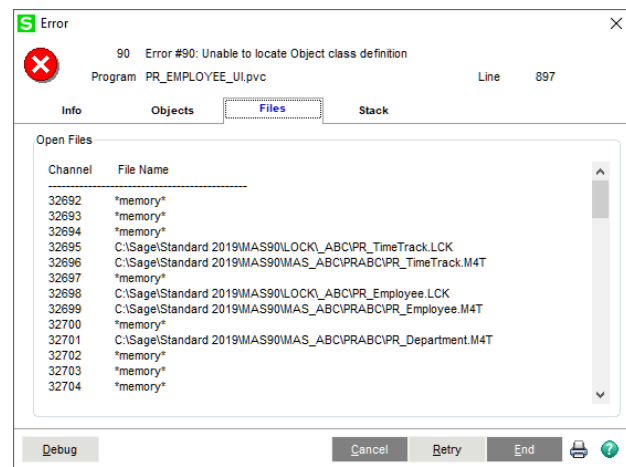 S Error
90 Error #90: Unable to locate Object class definition
Program PR_EMPLOYEE_UI.pvc Line 897
Info Objects Files Stack
Open Files
Channel File Name
-----------------------------------------------
32692 *memory*
32693 *memory*
32694 *memory*
32695 C:\Sage\Standard 2019\MAS90\LOCK\_ABC\PR_TimeTrack.LCK
32696 C:\Sage\Standard 2019\MAS90\MAS_ABC\PRABC\PR_TimeTrack.M4T
32697 *memory*
32698 C:\Sage\Standard 2019\MAS90\LOCK\_ABC\PR_Employee.LCK
32699 C:\Sage\Standard 2019\MAS90\MAS_ABC\PRABC\PR_Employee.M4T
32700 *memory*
32701 C:\Sage\Standard 2019\MAS90\MAS_ABC\PRABC\PR_Department.M4T
32702 *memory*
32703 *memory*
32704 *memory*
Debug Cancel Retry End ?